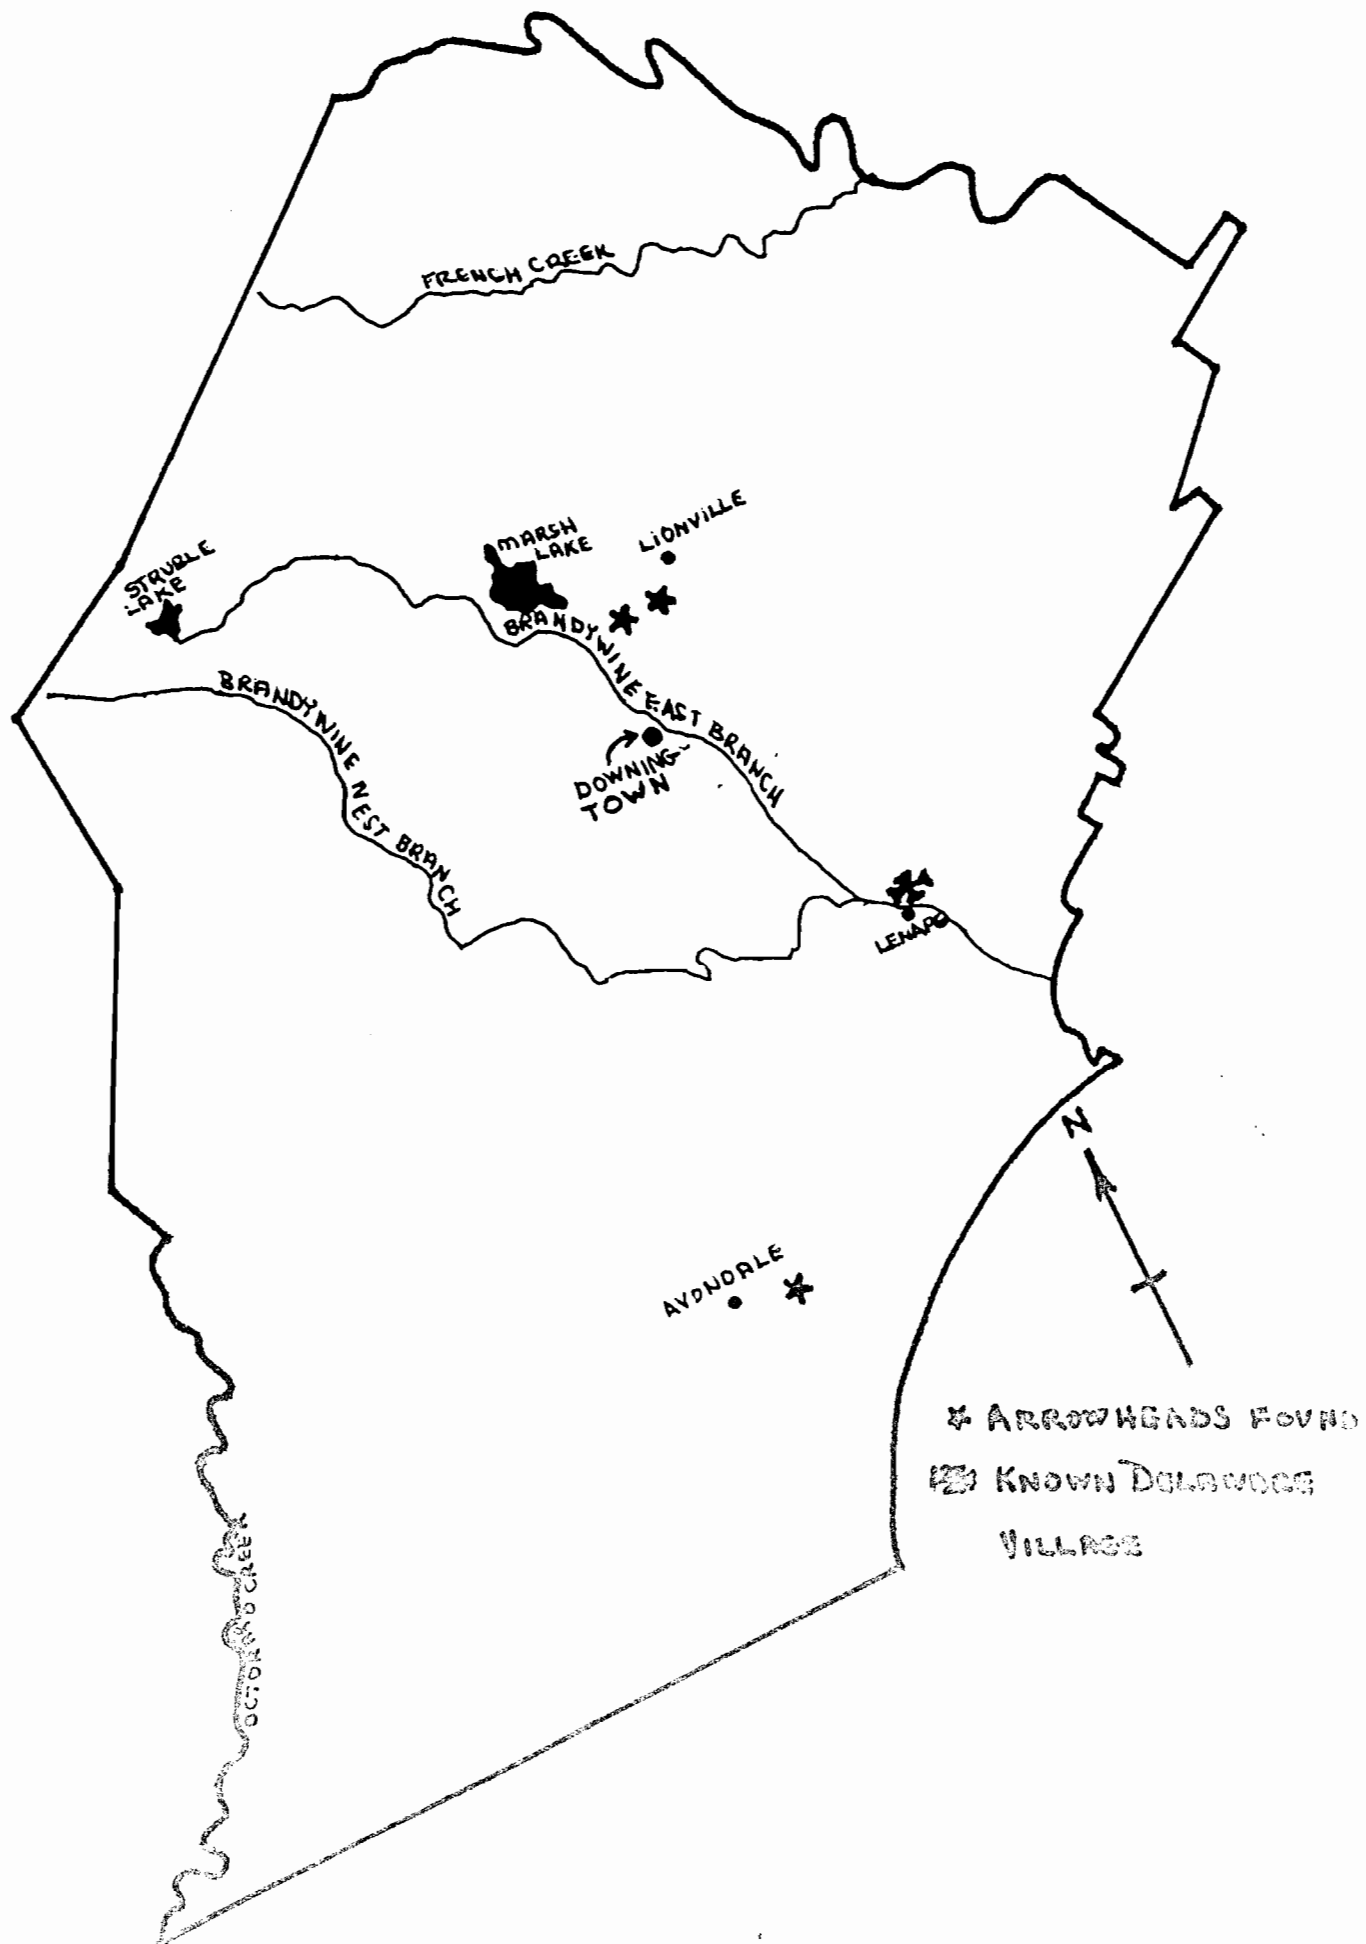 FRENCH CREEK
STRUBLE
LAKE
MARSH
LAKE
LIONVILLE
BRANDYWINE EAST BRANCH
BRANDYWINE WEST BRANCH
DOWNING-
TOWN
LENAPE
N
AVONDALE
ARROWHEADS FOUND
KNOWN DELAWARE
VILLAGE
OCTORARO CREEK